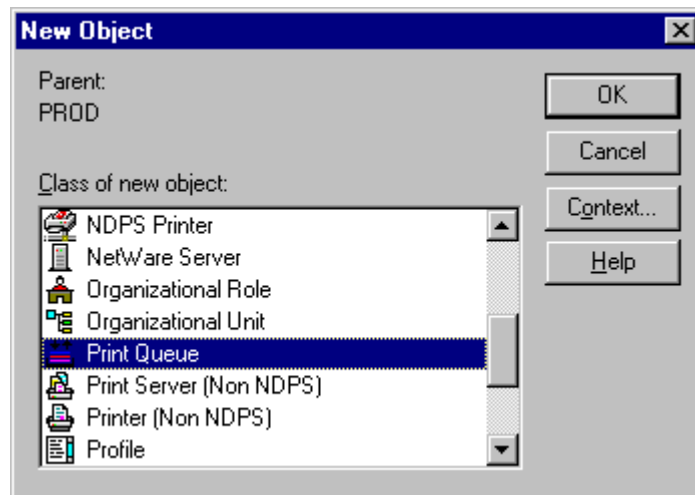 New Object
Parent:
PROD
Class of new object:
NDPS Printer
NetWare Server
Organizational Role
Organizational Unit
Print Queue
Print Server (Non NDPS)
Printer (Non NDPS)
Profile
OK
Cancel
Context...
Help